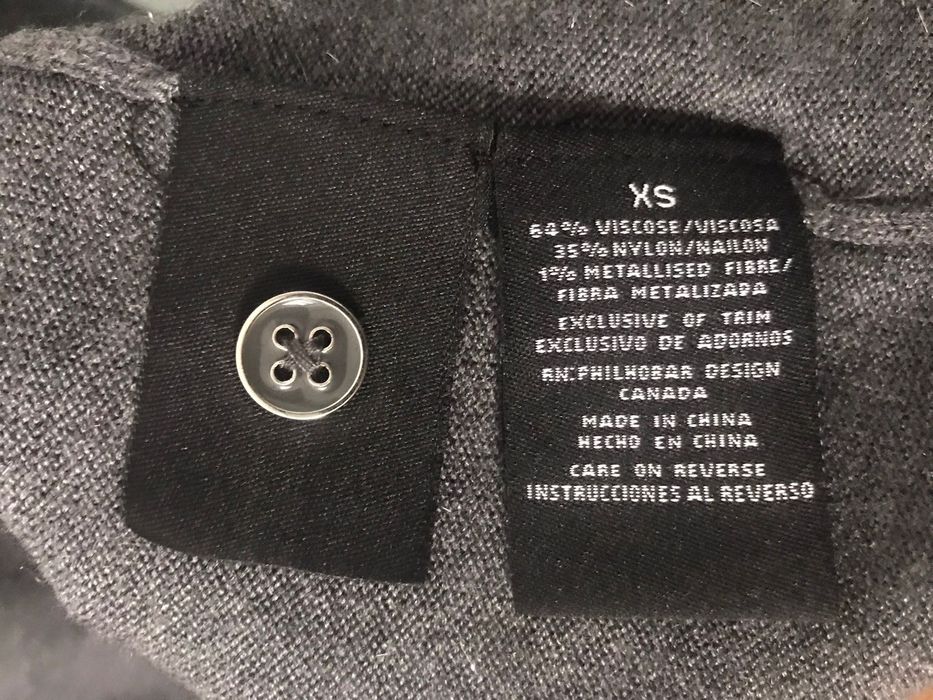 XS
64% VISCOSE/VISCOSA
35% NYLON/NAILON
1% METALLISED FIBRE/
FIBRA METALIZADA
EXCLUSIVE OF TRIM
EXCLUSIVO DE ADORNOS
RN:PHILHOBAR DESIGN
CANADA
MADE IN CHINA
HECHO EN CHINA
CARE ON REVERSE
INSTRUCCIONES AL REVERSO